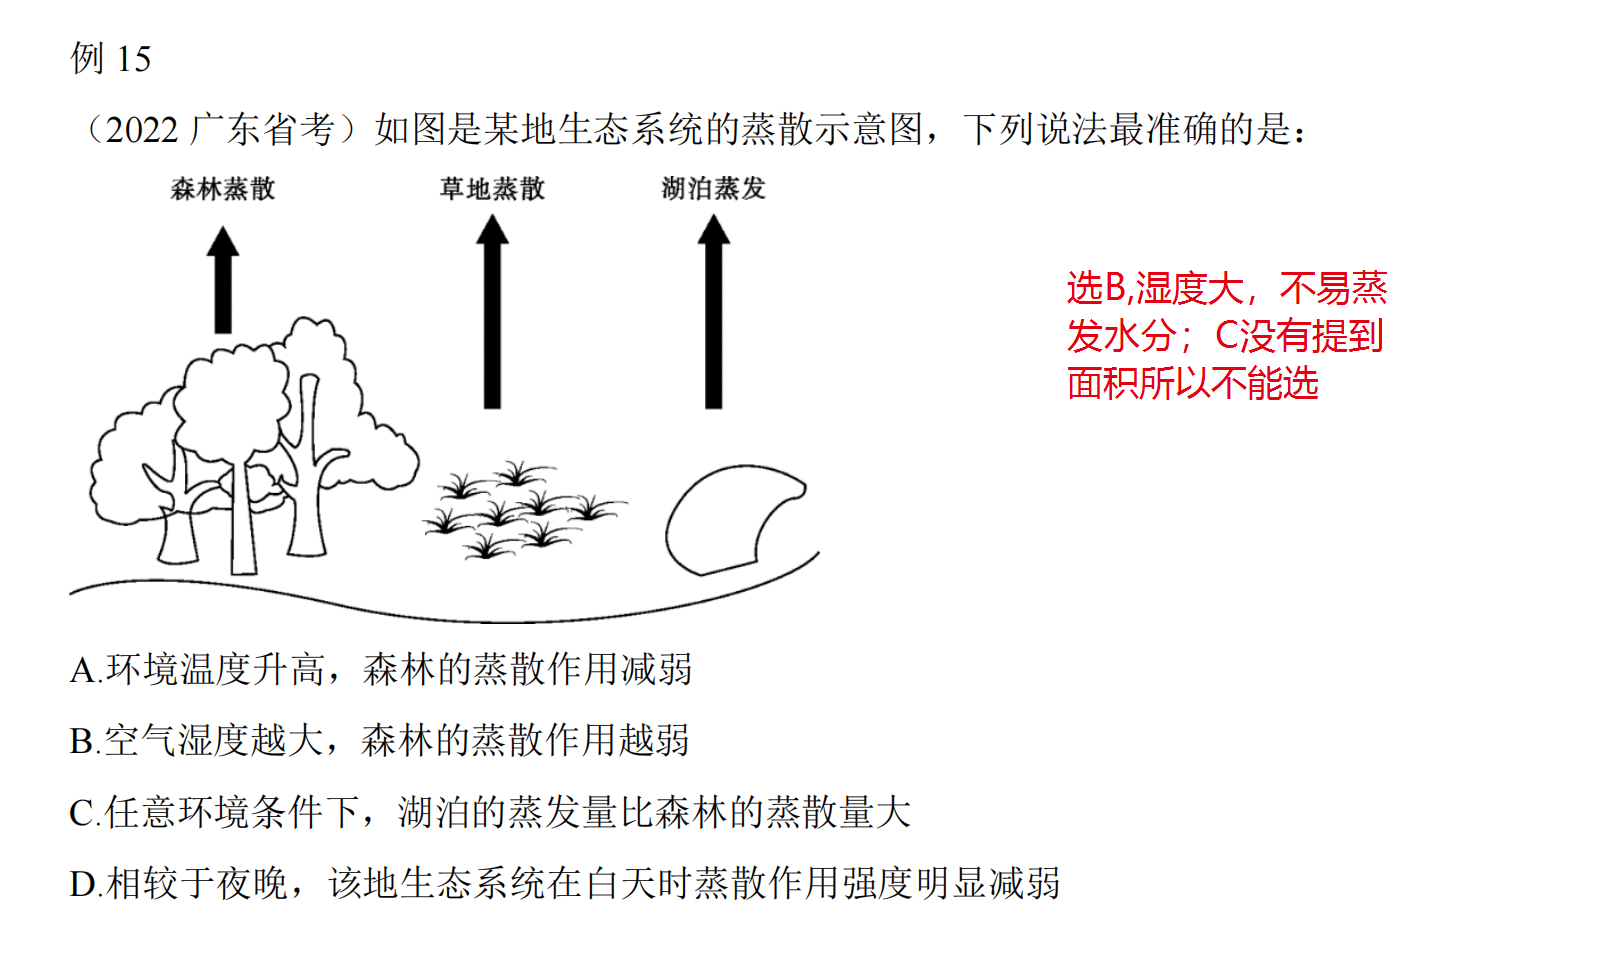 例 15
（2022 广东省考）如图是某地生态系统的蒸散示意图，下列说法最准确的是：
森林蒸散 草地蒸散 湖泊蒸发
选B,湿度大，不易蒸
发水分；C没有提到
面积所以不能选
A.环境温度升高，森林的蒸散作用减弱
B.空气湿度越大，森林的蒸散作用越弱
C.任意环境条件下，湖泊的蒸发量比森林的蒸散量大
D.相较于夜晚，该地生态系统在白天时蒸散作用强度明显减弱